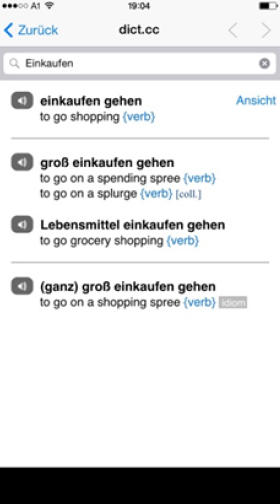 A1 19:04
Zurück dict.cc
Einkaufen
einkaufen gehen Ansicht
to go shopping {verb}
groß einkaufen gehen
to go on a spending spree {verb}
to go on a splurge {verb} [coll.]
Lebensmittel einkaufen gehen
to go grocery shopping {verb}
(ganz) groß einkaufen gehen
to go on a shopping spree {verb} idiom